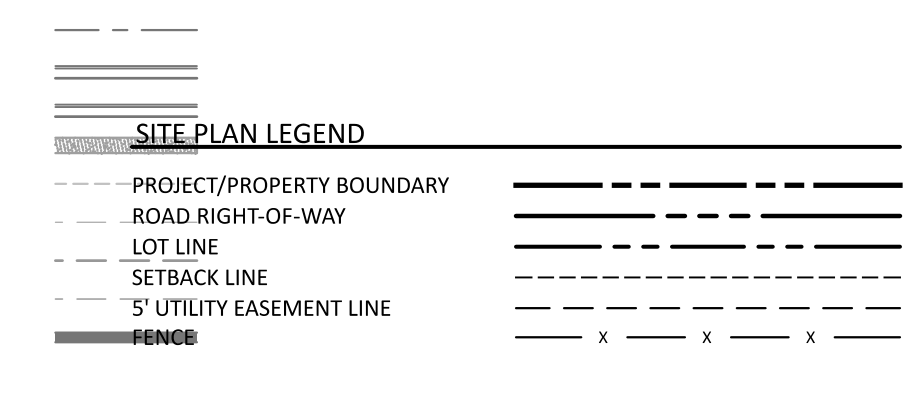 SITE PLAN LEGEND
PROJECT/PROPERTY BOUNDARY
ROAD RIGHT-OF-WAY
LOT LINE
SETBACK LINE
5' UTILITY EASEMENT LINE
FENCE X X X